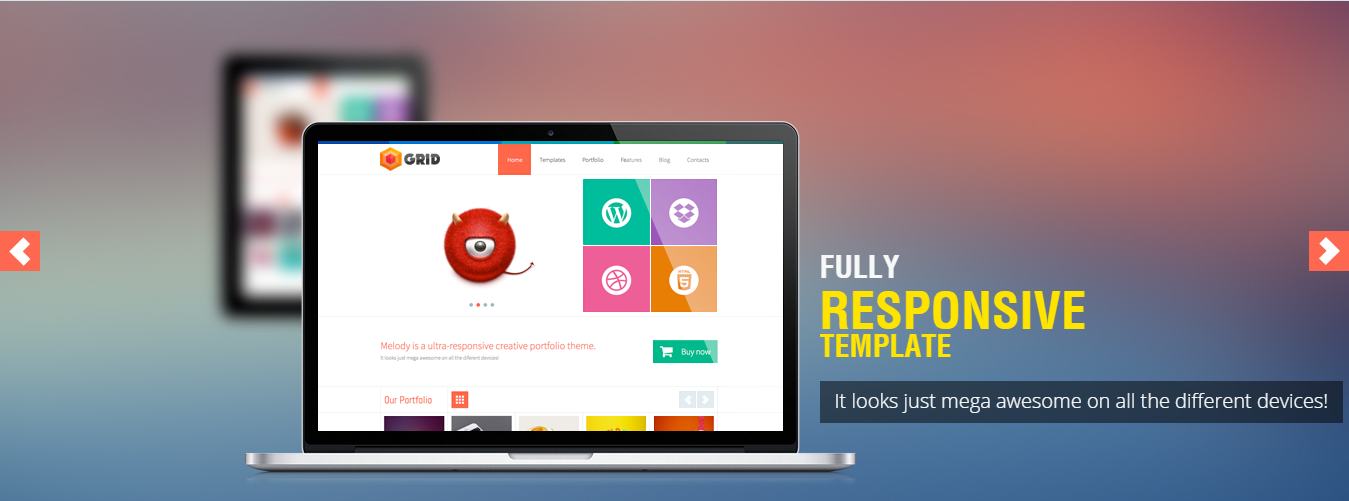 GRID
Home Templates Portfolio Features Blog Contacts
HTML
5
Melody is a ultra-responsive creative portfolio theme.
It looks just mega awesome on all the different devices!
Buy now
Our Portfolio
FULLY
RESPONSIVE
TEMPLATE
It looks just mega awesome on all the different devices!